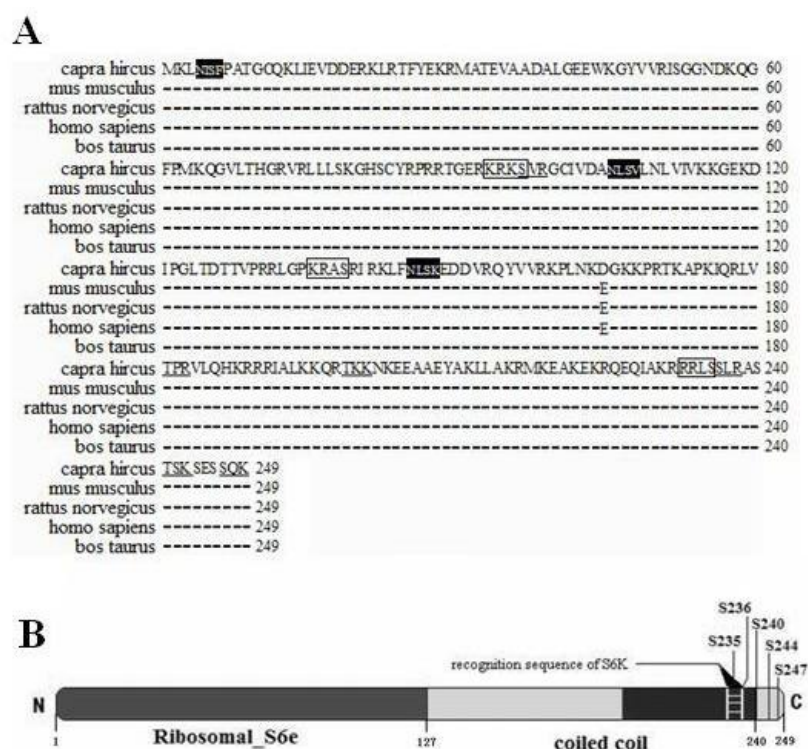 A
capra hircus MKLNISFPATGCQKLIEVDDERKLRTFYEKRMATEVAADALGEEWKGYVVRISGGNDKQG 60
mus musculus ------------------------------------------------------------ 60
rattus norvegicus ------------------------------------------------------------ 60
homo sapiens ------------------------------------------------------------ 60
bos taurus ------------------------------------------------------------ 60
capra hircus FPMKQGVLTHGRVRLLLSKGHSCYRPRRTGERKRKSVRGCIVDANLSVLNLVIVKKGEKD 120
mus musculus ------------------------------------------------------------ 120
rattus norvegicus ------------------------------------------------------------ 120
homo sapiens ------------------------------------------------------------ 120
bos taurus ------------------------------------------------------------ 120
capra hircus IPGLTDTTVPRRLGPKRASRIRKLFNLSKEDDVRQYVVRKPLNKDGKKPRTKAPKIQRLV 180
mus musculus --------------------------------------------E--------------- 180
rattus norvegicus --------------------------------------------E--------------- 180
homo sapiens --------------------------------------------E--------------- 180
bos taurus ------------------------------------------------------------ 180
capra hircus TPRVLQHKRRRIALKKQRTKKNKEEAAEYAKLLAKRMKEAKEKRQEQIAKRRRLSSLRAS 240
mus musculus ------------------------------------------------------------ 240
rattus norvegicus ------------------------------------------------------------ 240
homo sapiens ------------------------------------------------------------ 240
bos taurus ------------------------------------------------------------ 240
capra hircus TSKSESSQK 249
mus musculus --------- 249
rattus norvegicus --------- 249
homo sapiens --------- 249
bos taurus --------- 249
B
S236
S235 S240
S244
recognition sequence of S6K
S247
N C
1 Ribosomal_S6e 127 coiled coil 240 249